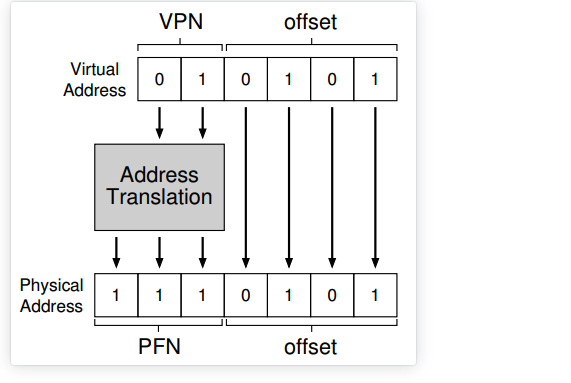 VPN offset
Virtual
Address
0 1 0 1 0 1
Address
Translation
Physical
Address
1 1 1 0 1 0 1
PFN offset